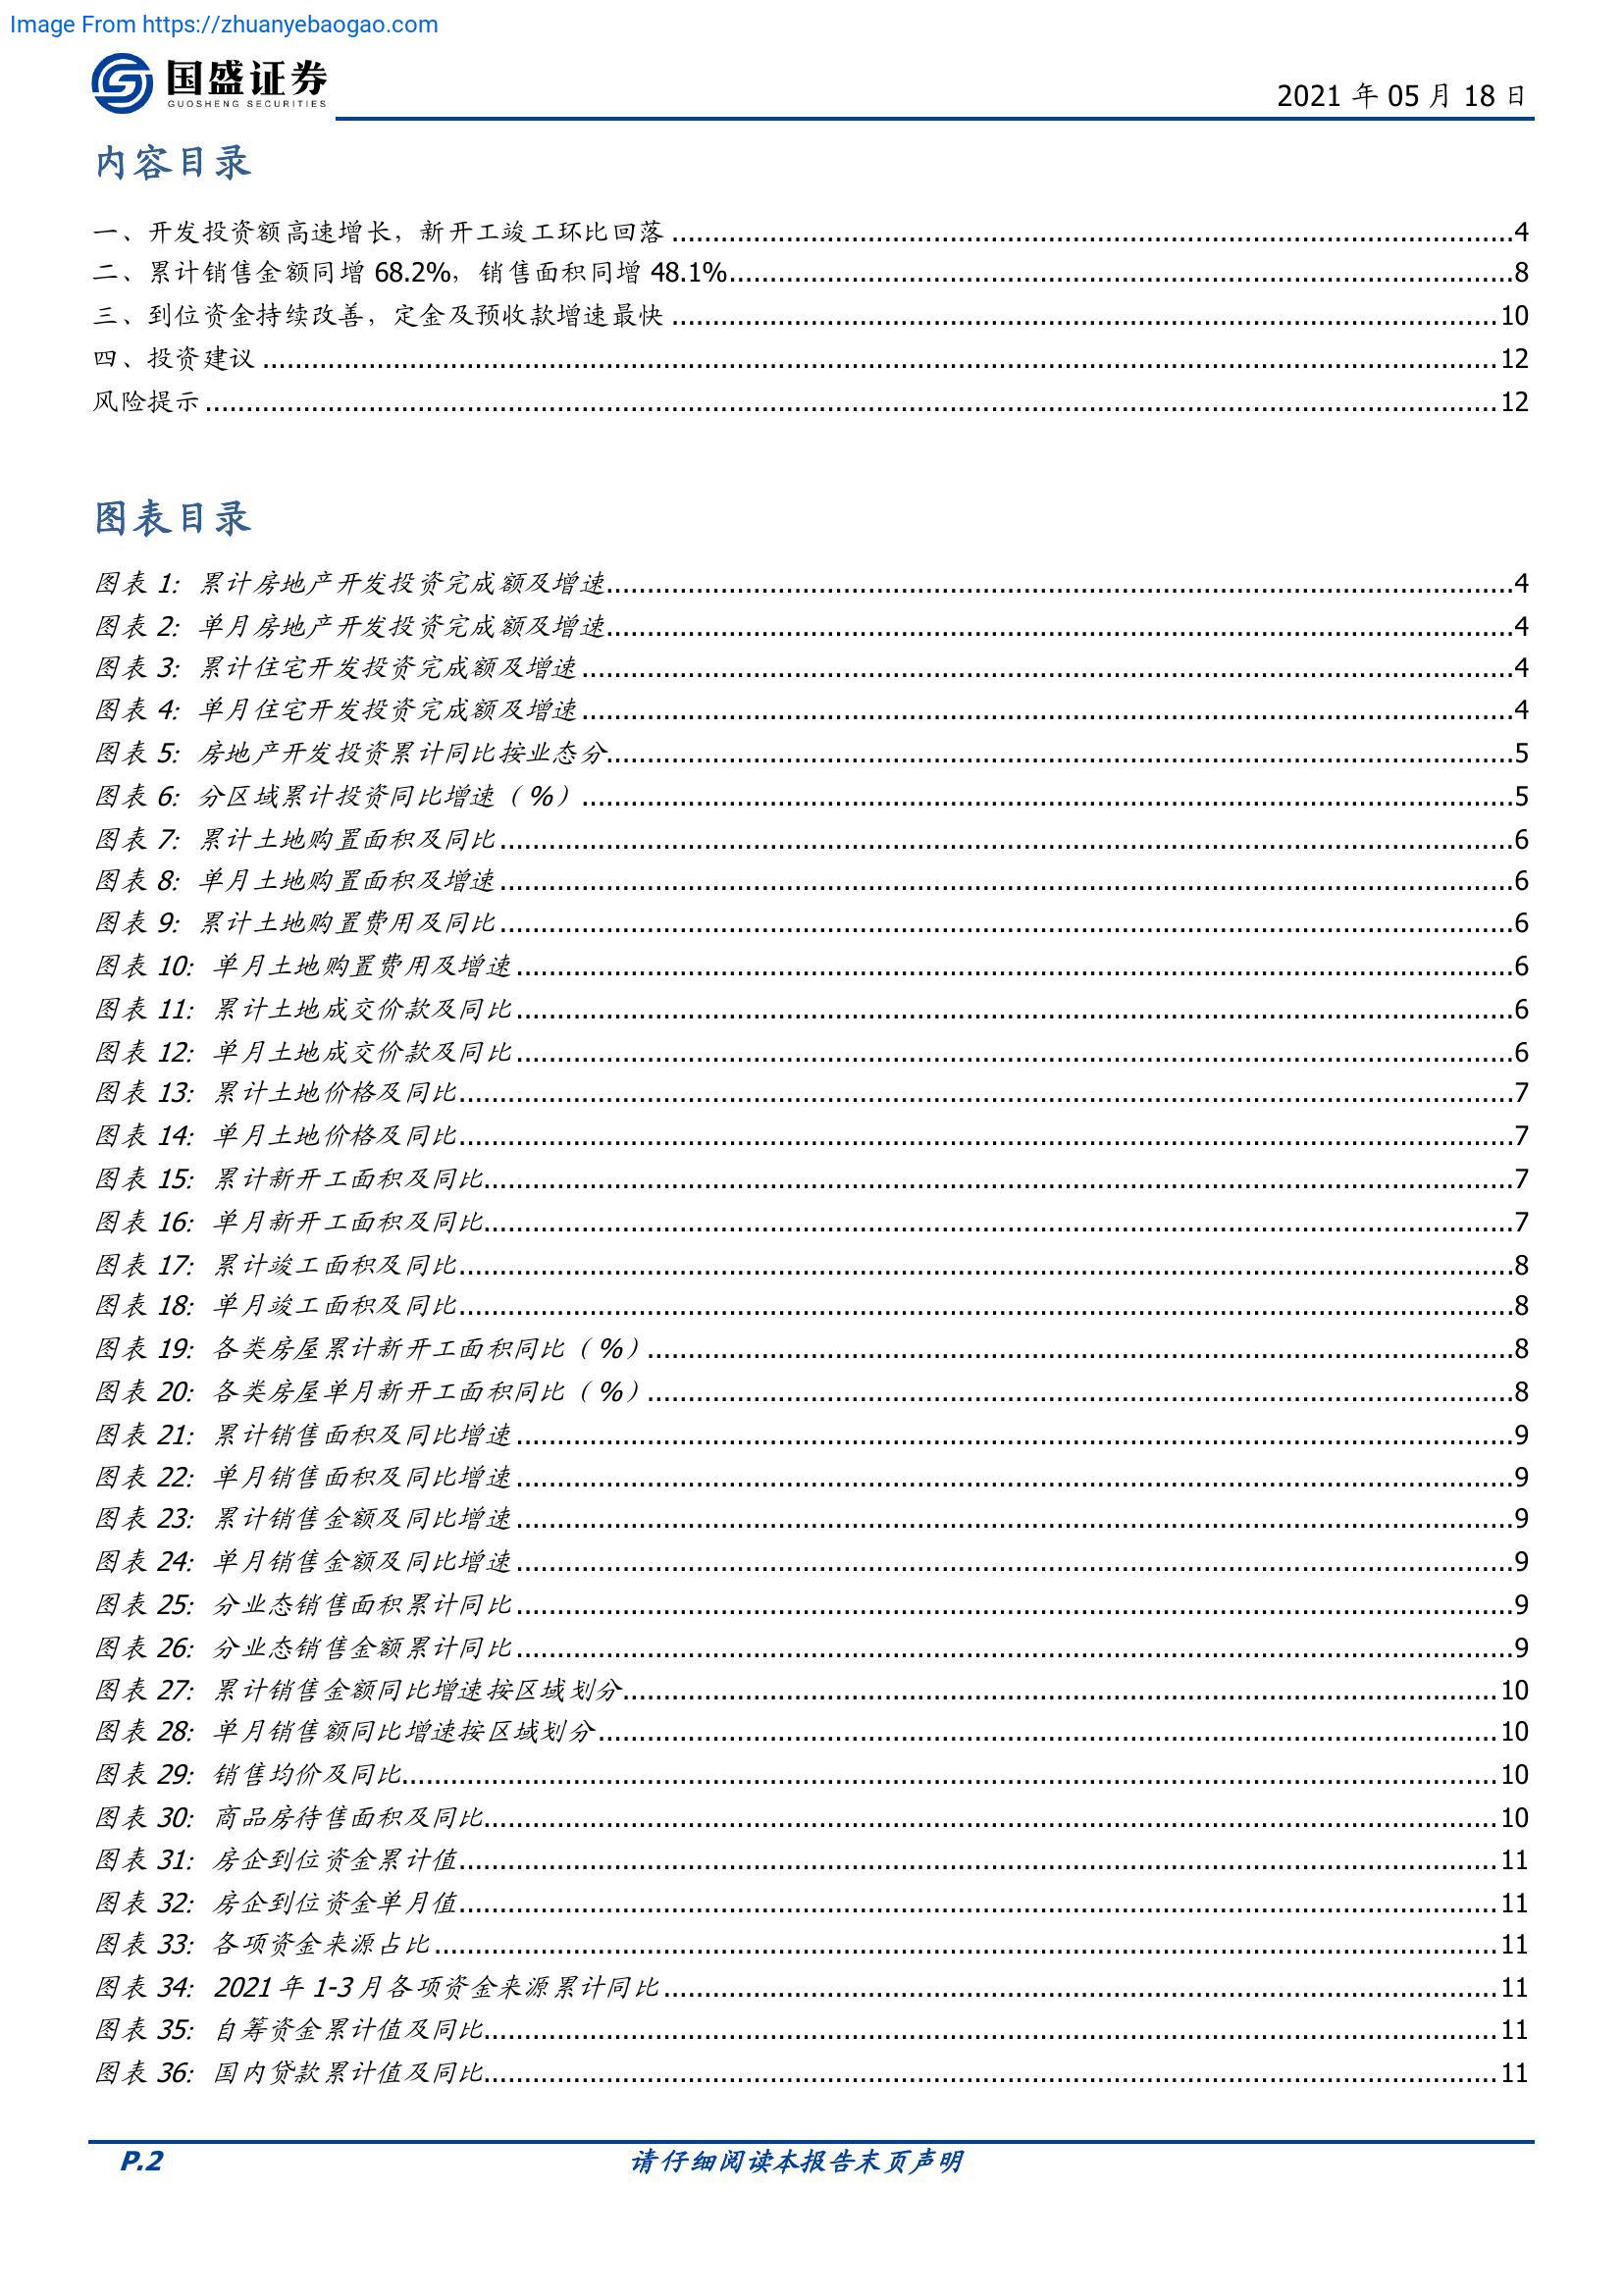 Image From https://zhuanyebaogao.com
国盛证券
GUOSHENG SECURITIES
2021 年 05 月 18 日
内容目录
一、开发投资额高速增长，新开工竣工环比回落 ........ 4
二、累计销售金额同增 68.2%，销售面积同增 48.1% ........ 8
三、到位资金持续改善，定金及预收款增速最快 ........ 10
四、投资建议 ........ 12
风险提示 ........ 12
图表目录
图表 1: 累计房地产开发投资完成额及增速 ........ 4
图表 2: 单月房地产开发投资完成额及增速 ........ 4
图表 3: 累计住宅开发投资完成额及增速 ........ 4
图表 4: 单月住宅开发投资完成额及增速 ........ 4
图表 5: 房地产开发投资累计同比按业态分 ........ 5
图表 6: 分区域累计投资同比增速（%） ........ 5
图表 7: 累计土地购置面积及同比 ........ 6
图表 8: 单月土地购置面积及增速 ........ 6
图表 9: 累计土地购置费用及同比 ........ 6
图表 10: 单月土地购置费用及增速 ........ 6
图表 11: 累计土地成交价款及同比 ........ 6
图表 12: 单月土地成交价款及同比 ........ 6
图表 13: 累计土地价格及同比 ........ 7
图表 14: 单月土地价格及同比 ........ 7
图表 15: 累计新开工面积及同比 ........ 7
图表 16: 单月新开工面积及同比 ........ 7
图表 17: 累计竣工面积及同比 ........ 8
图表 18: 单月竣工面积及同比 ........ 8
图表 19: 各类房屋累计新开工面积同比（%） ........ 8
图表 20: 各类房屋单月新开工面积同比（%） ........ 8
图表 21: 累计销售面积及同比增速 ........ 9
图表 22: 单月销售面积及同比增速 ........ 9
图表 23: 累计销售金额及同比增速 ........ 9
图表 24: 单月销售金额及同比增速 ........ 9
图表 25: 分业态销售面积累计同比 ........ 9
图表 26: 分业态销售金额累计同比 ........ 9
图表 27: 累计销售金额同比增速按区域划分 ........ 10
图表 28: 单月销售额同比增速按区域划分 ........ 10
图表 29: 销售均价及同比 ........ 10
图表 30: 商品房待售面积及同比 ........ 10
图表 31: 房企到位资金累计值 ........ 11
图表 32: 房企到位资金单月值 ........ 11
图表 33: 各项资金来源占比 ........ 11
图表 34: 2021 年 1-3 月各项资金来源累计同比 ........ 11
图表 35: 自筹资金累计值及同比 ........ 11
图表 36: 国内贷款累计值及同比 ........ 11
P.2
请仔细阅读本报告末页声明